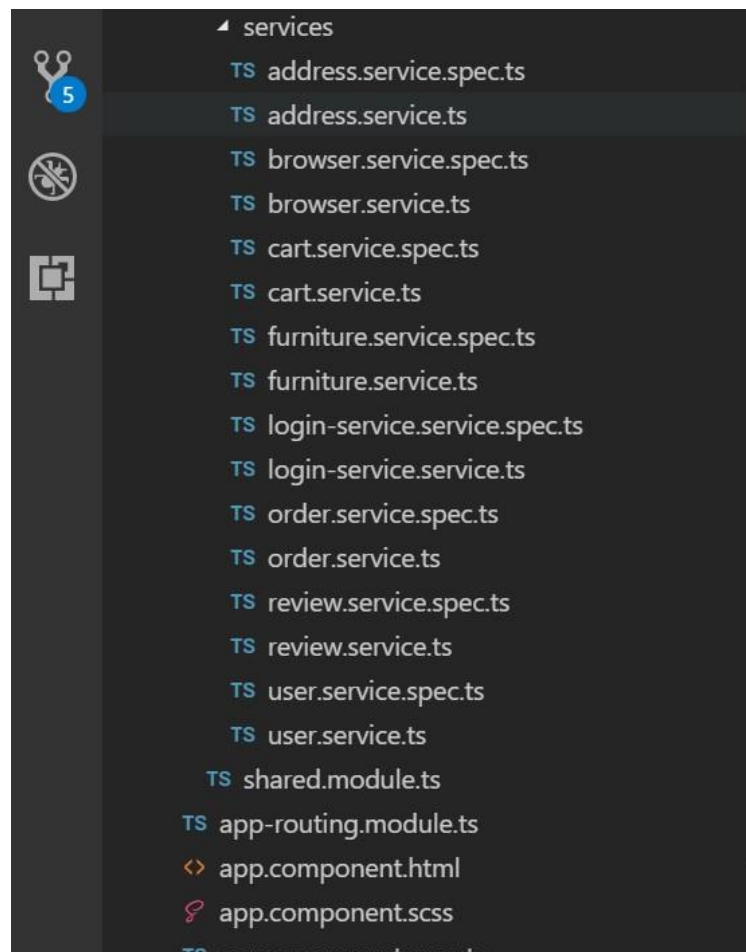 services
TS address.service.spec.ts
5
TS address.service.ts
TS browser.service.spec.ts
TS browser.service.ts
TS cart.service.spec.ts
TS cart.service.ts
TS furniture.service.spec.ts
TS furniture.service.ts
TS login-service.service.spec.ts
TS login-service.service.ts
TS order.service.spec.ts
TS order.service.ts
TS review.service.spec.ts
TS review.service.ts
TS user.service.spec.ts
TS user.service.ts
TS shared.module.ts
TS app-routing.module.ts
app.component.html
app.component.scss